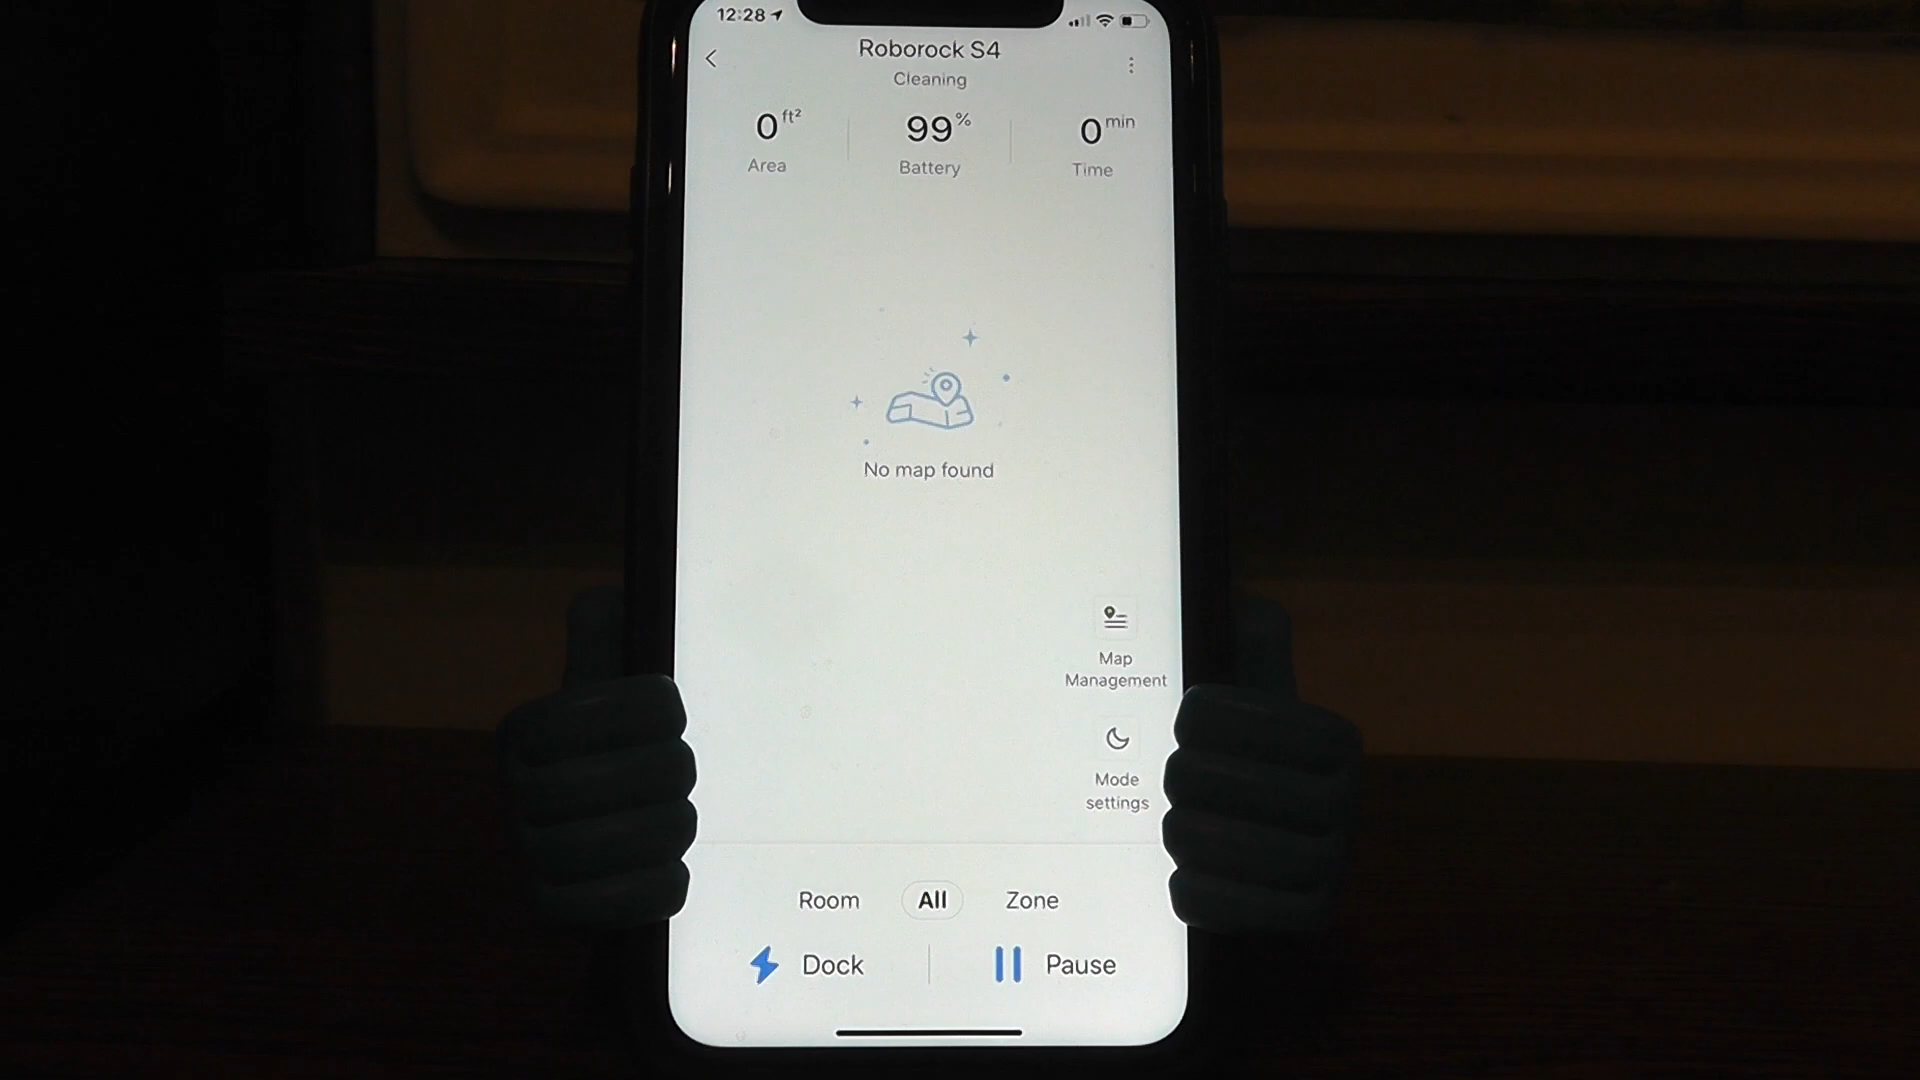 12:28
Roborock S4
Cleaning
0 ft² 99 % 0 min
Area Battery Time
No map found
Map
Management
Mode
settings
Room All Zone
Dock Pause